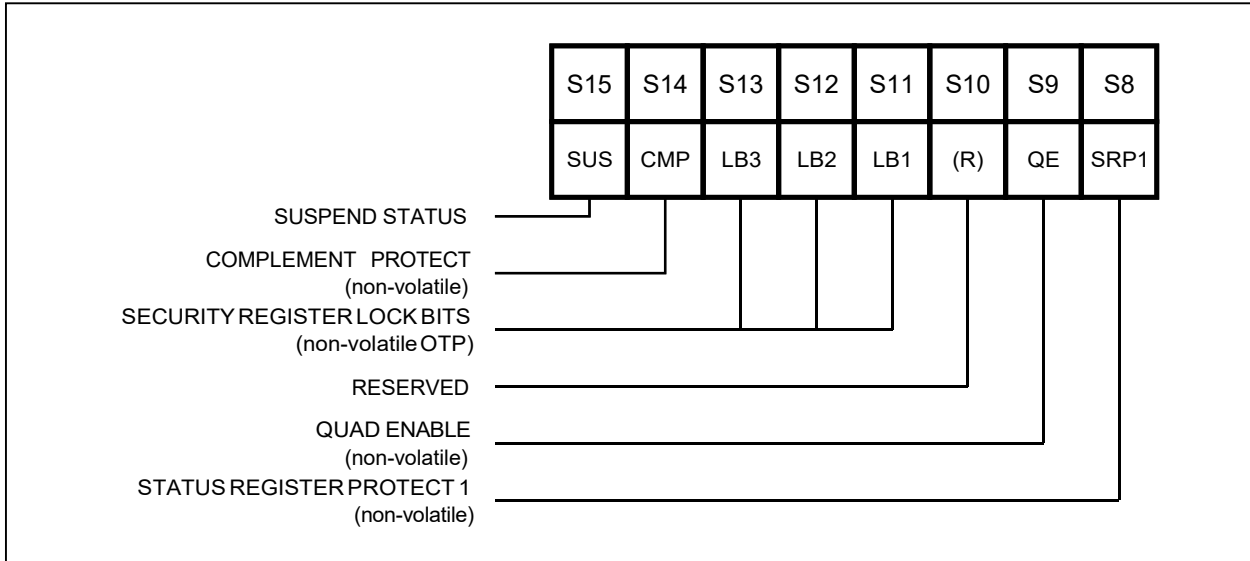 S15 S14 S13 S12 S11 S10 S9 S8
SUS CMP LB3 LB2 LB1 (R) QE SRP1
SUSPEND STATUS
COMPLEMENT PROTECT
(non-volatile)
SECURITY REGISTER LOCK BITS
(non-volatile OTP)
RESERVED
QUAD ENABLE
(non-volatile)
STATUS REGISTER PROTECT 1
(non-volatile)